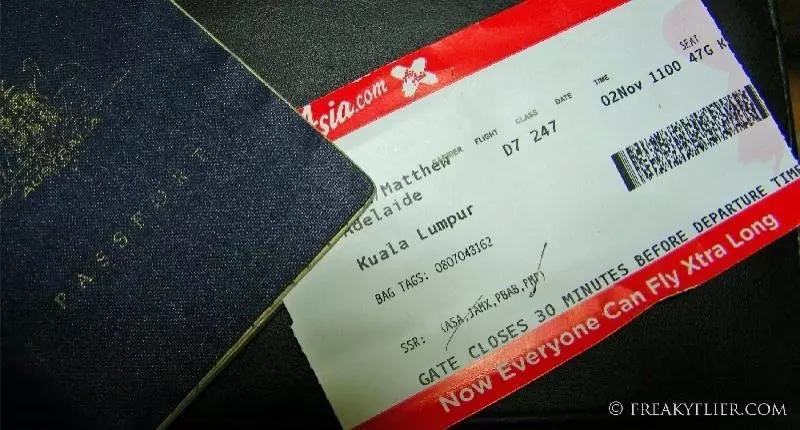 AUSTRALIA
PASSPORT
Asia.com
CARRIER FLIGHT CLASS DATE TIME SEAT
/Matthew D7 247 02Nov 1100 47G K
Adelaide
Kuala Lumpur
BAG TAGS: 0807043162
SSR: (ASA,JAMX,PBAB,PMP)
GATE CLOSES 30 MINUTES BEFORE DEPARTURE TIME
Now Everyone Can Fly Xtra Long
© FREAKYFLIER.COM